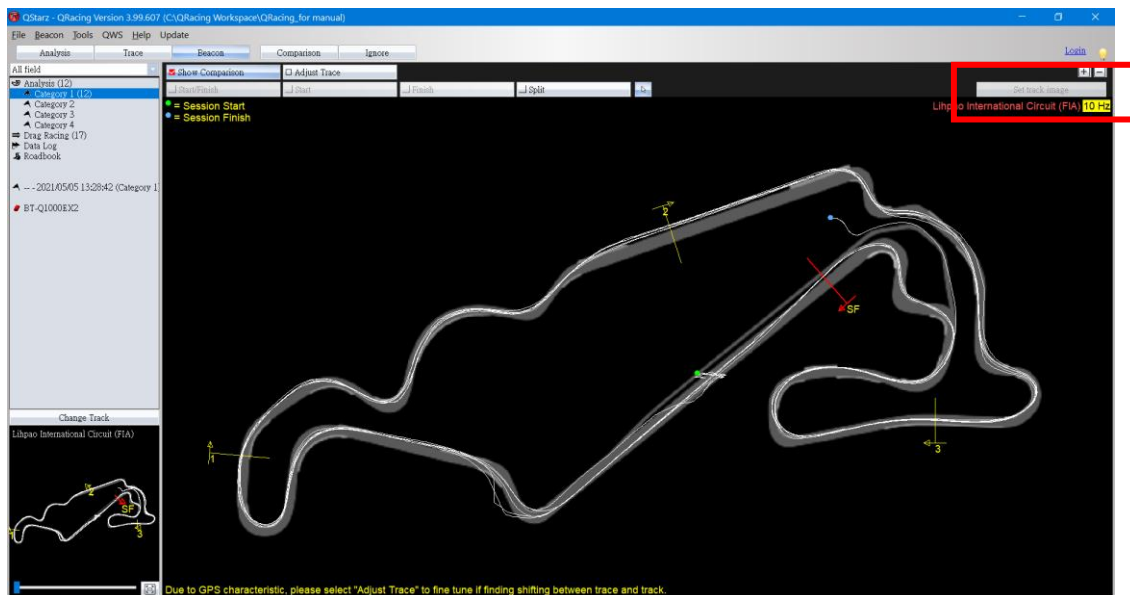 QStarz - QRacing Version 3.99.607 (C:\QRacing Workspace\QRacing_for manual)
File Beacon Tools QWS Help Update
Analysis Trace Beacon Comparison Ignore Login
All field
Show Comparison Adjust Trace + -
Start/Finish Start Finish Split Set track image
Analysis (12)
Category 1 (12)
Category 2
Category 3
Category 4
Drag Racing (17)
Data Log
Roadbook
-- - 2021/05/05 13:28:42 (Category 1
BT-Q1000EX2
= Session Start
= Session Finish
Lihpao International Circuit (FIA) 10 Hz
2
SF
1
3
Change Track
Lihpao International Circuit (FIA)
2
SF
1
3
Due to GPS characteristic, please select "Adjust Trace" to fine tune if finding shifting between trace and track.